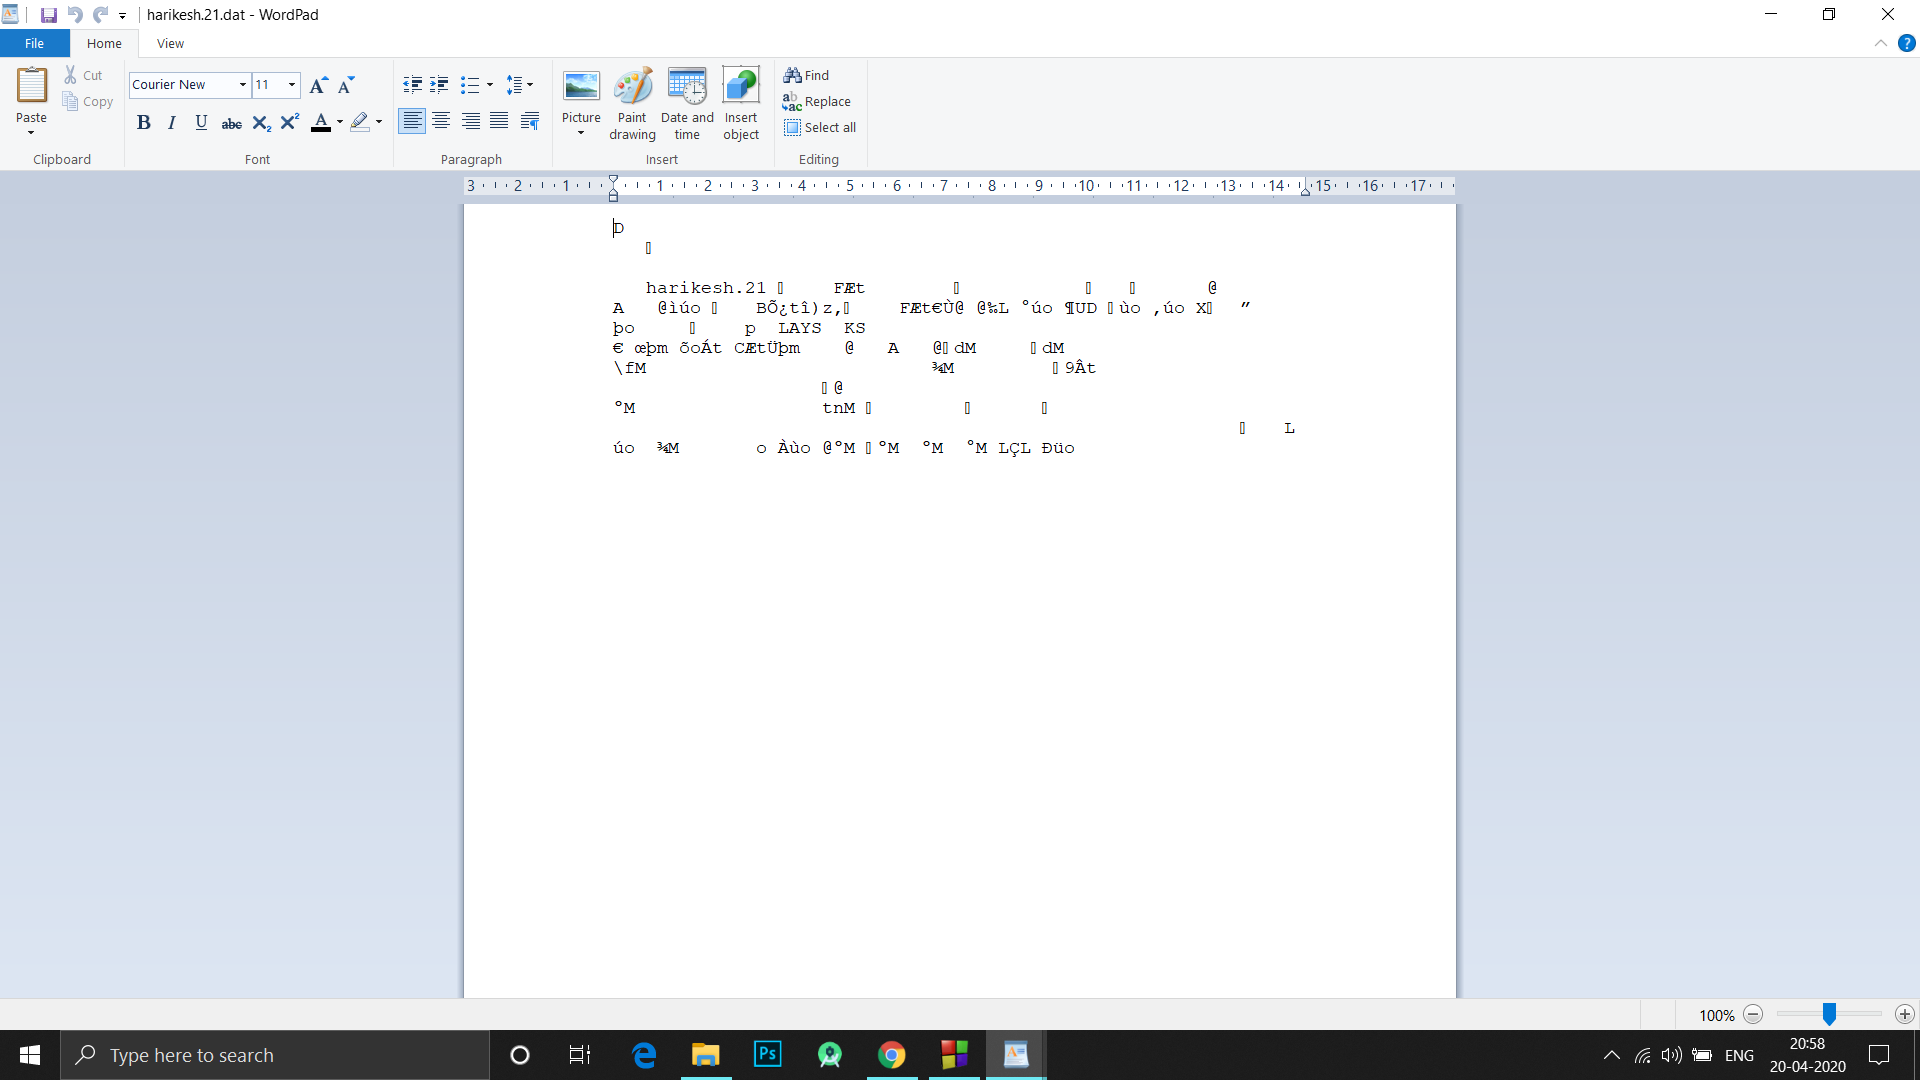 harikesh.21.dat - WordPad
File Home View
Paste
Cut
Copy
Clipboard
Courier New 11
B I U abc X₂ X² A
Font
Paragraph
Picture
Paint drawing
Date and time
Insert object
Insert
Find
Replace
Select all
Editing
3 2 1 1 2 3 4 5 6 7 8 9 10 11 12 13 14 15 16 17
D
harikesh.21 FÆt @
A @ìúo BÕ¿tî)z, FÆt€Ù@ @‰L °úo ¶UD ùo ,úo X ”
þo p LAYS KS
€ œþm õoÁt CÆtÜþm @ A @ dM dM
\fM ¾M 9Ât
@
°M tnM
L
úo ¾M o Àùo @°M °M °M °M LÇL Ðüo
100%
Type here to search
Ps
ENG
20:58
20-04-2020